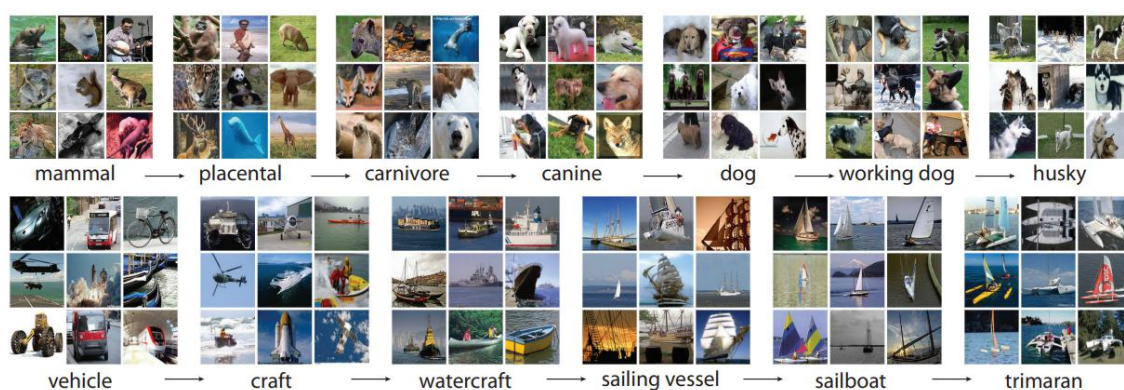 mammal → placental → carnivore → canine → dog → working dog → husky
vehicle → craft → watercraft → sailing vessel → sailboat → trimaran